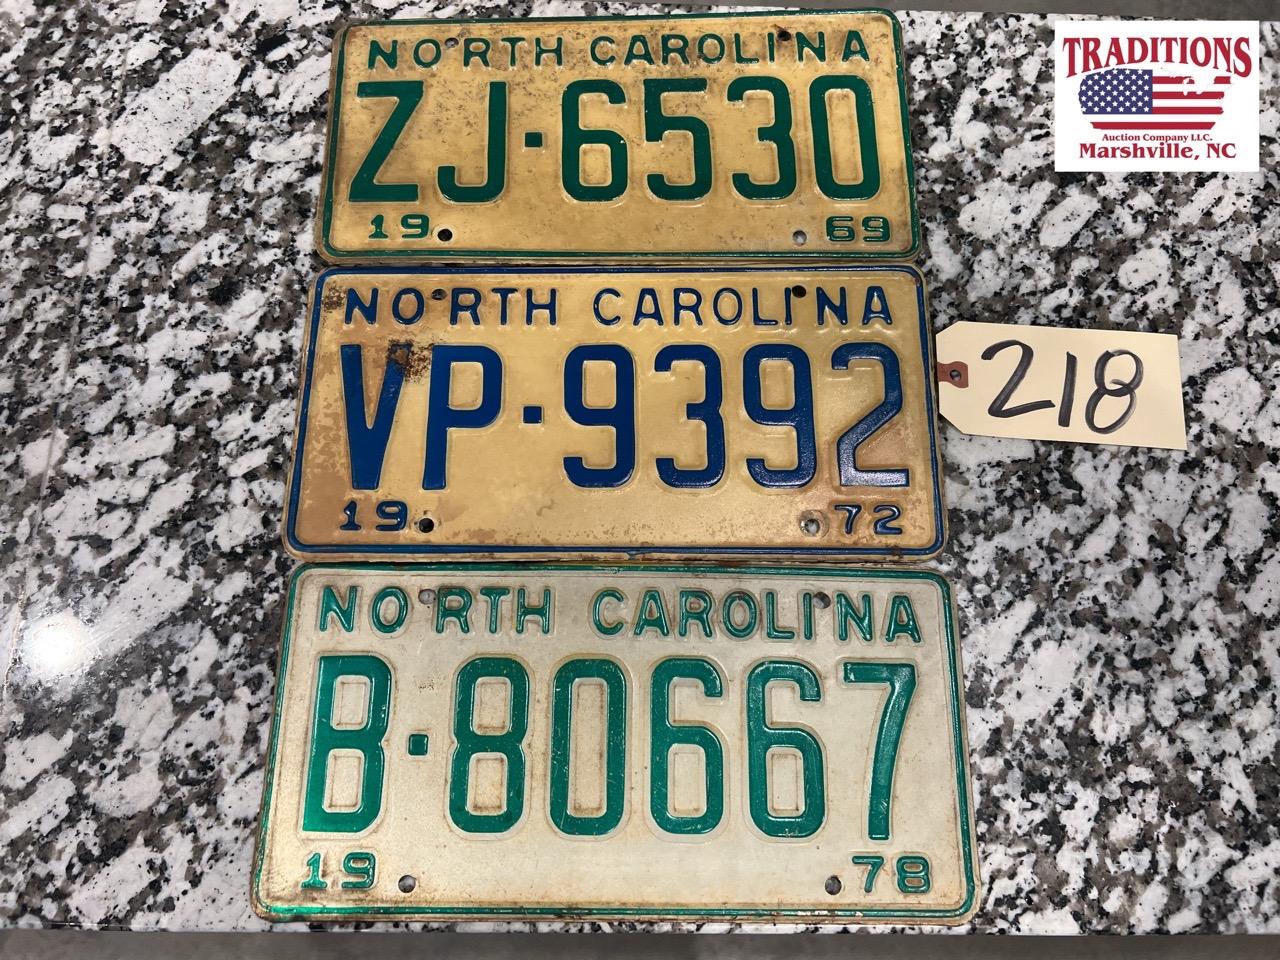 NORTH CAROLINA
ZJ·6530
19 69
NORTH CAROLINA
VP·9392
19 72
NORTH CAROLINA
B·80667
19 78
218
TRADITIONS
Auction Company LLC.
Marshville, NC